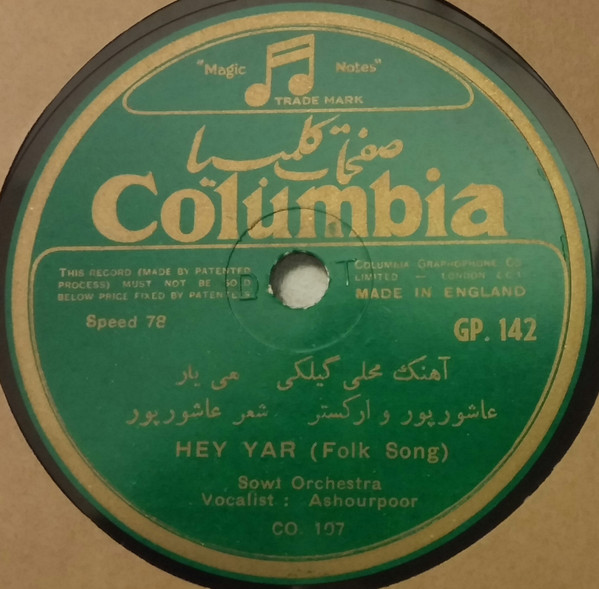 "Magic Notes"
TRADE MARK
صفحات كلمبيا
Columbia
THIS RECORD (MADE BY PATENTED
PROCESS) MUST NOT BE SOLD
BELOW PRICE FIXED BY PATENTEES
COLUMBIA GRAPHOPHONE CO.
LIMITED — LONDON E.C.1.
MADE IN ENGLAND
Speed 78
GP. 142
آهنگ محلی گیلکی هی یار
عاشورپور و ارکستر شعر عاشورپور
HEY YAR (Folk Song)
Sowt Orchestra
Vocalist : Ashourpoor
CO. 107